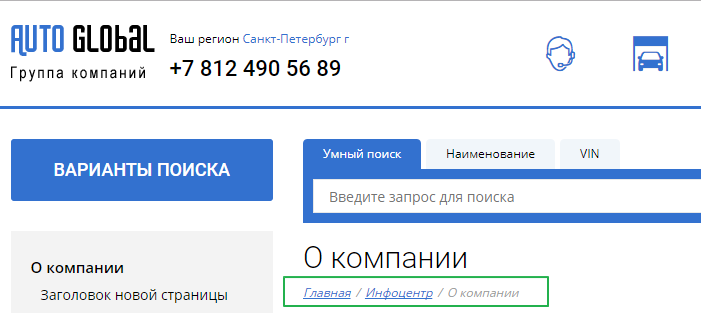 AUTO GLOBAL
Группа компаний
Ваш регион Санкт-Петербург г
+7 812 490 56 89
ВАРИАНТЫ ПОИСКА
Умный поиск
Наименование
VIN
Введите запрос для поиска
О компании
Заголовок новой страницы
О компании
Главная / Инфоцентр / О компании